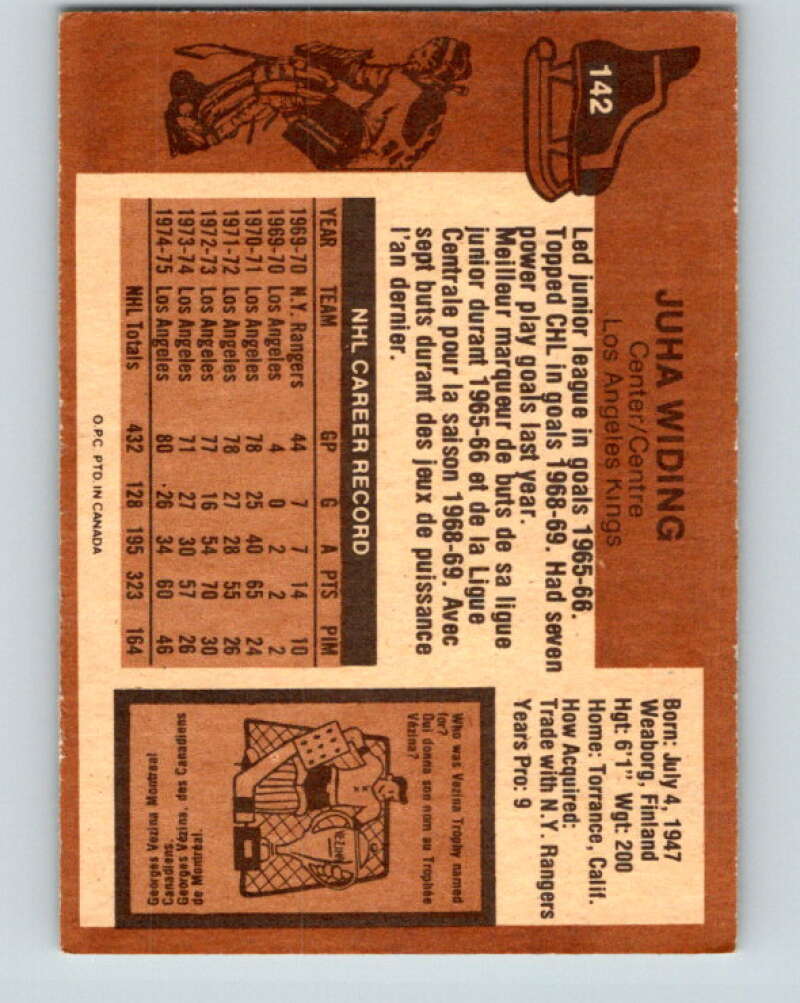 142
JUHA WIDING
Center/Centre
Los Angeles Kings
Born: July 4, 1947
Weaborg, Finland
Hgt: 6'1" Wgt: 200
Home: Torrance, Calif.
How Acquired:
Trade with N.Y. Rangers
Years Pro: 9
Led junior league in goals 1965-66.
Topped CHL in goals 1968-69. Had seven
power play goals last year.
Meilleur marqueur de buts de sa ligue
junior durant 1965-66 et de la Ligue
Centrale pour la saison 1968-69. Avec
sept buts durant des jeux de puissance
l'an dernier.
NHL CAREER RECORD
YEAR TEAM GP G A PTS PIM
1969-70 N.Y. Rangers 44 7 7 14 10
1969-70 Los Angeles 4 0 2 2 2
1970-71 Los Angeles 78 25 40 65 24
1971-72 Los Angeles 78 27 28 55 26
1972-73 Los Angeles 77 16 54 70 30
1973-74 Los Angeles 71 27 30 57 26
1974-75 Los Angeles 80 26 34 60 46
NHL Totals 432 128 195 323 164
Who was Vezina Trophy named
for?
Qui donna son nom au Trophée
Vézina?
VEZINA
Georges Vezina Montreal
Canadiens.
Georges Vézina, des Canadiens
de Montréal.
O.P.C. PTD. IN CANADA